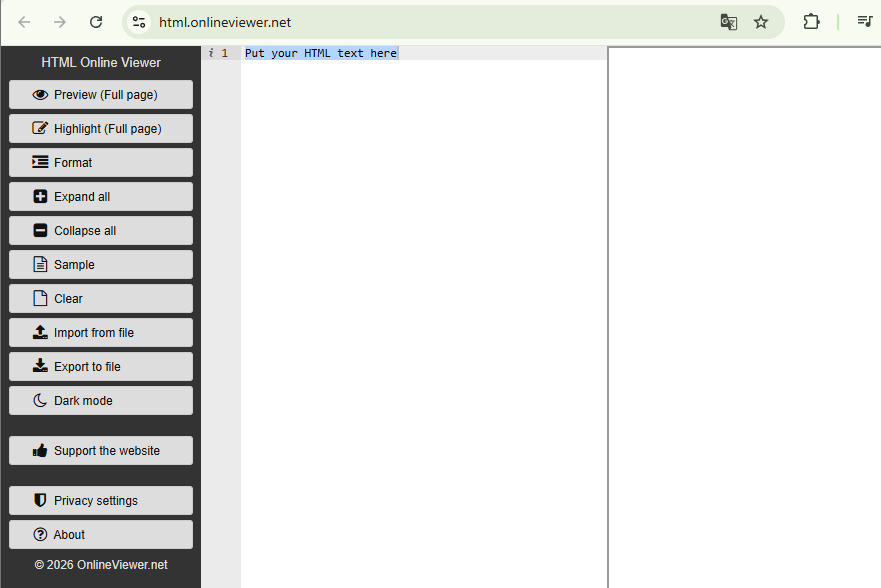 html.onlineviewer.net
HTML Online Viewer
Preview (Full page)
Highlight (Full page)
Format
Expand all
Collapse all
Sample
Clear
Import from file
Export to file
Dark mode
Support the website
Privacy settings
About
© 2026 OnlineViewer.net
i 1 Put your HTML text here